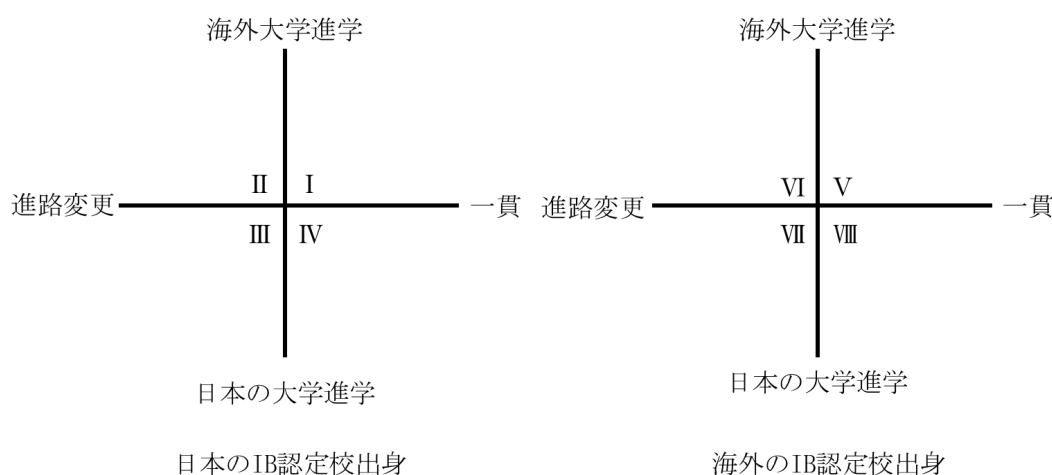 海外大学進学
Ⅱ Ⅰ
進路変更 一貫
Ⅲ Ⅳ
日本の大学進学
日本のIB認定校出身
海外大学進学
Ⅵ Ⅴ
進路変更 一貫
Ⅶ Ⅷ
日本の大学進学
海外のIB認定校出身